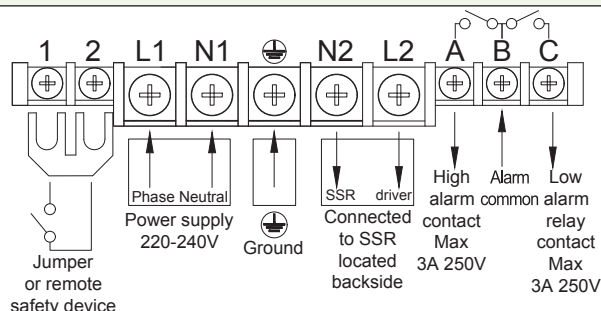 1 2 L1 N1 N2 L2 A B C
Phase Neutral
Power supply
220-240V
Jumper
or remote
safety device
Ground
SSR driver
Connected
to SSR
located
backside
High
alarm
contact
Max
3A 250V
Alarm
common
Low
alarm
relay
contact
Max
3A 250V